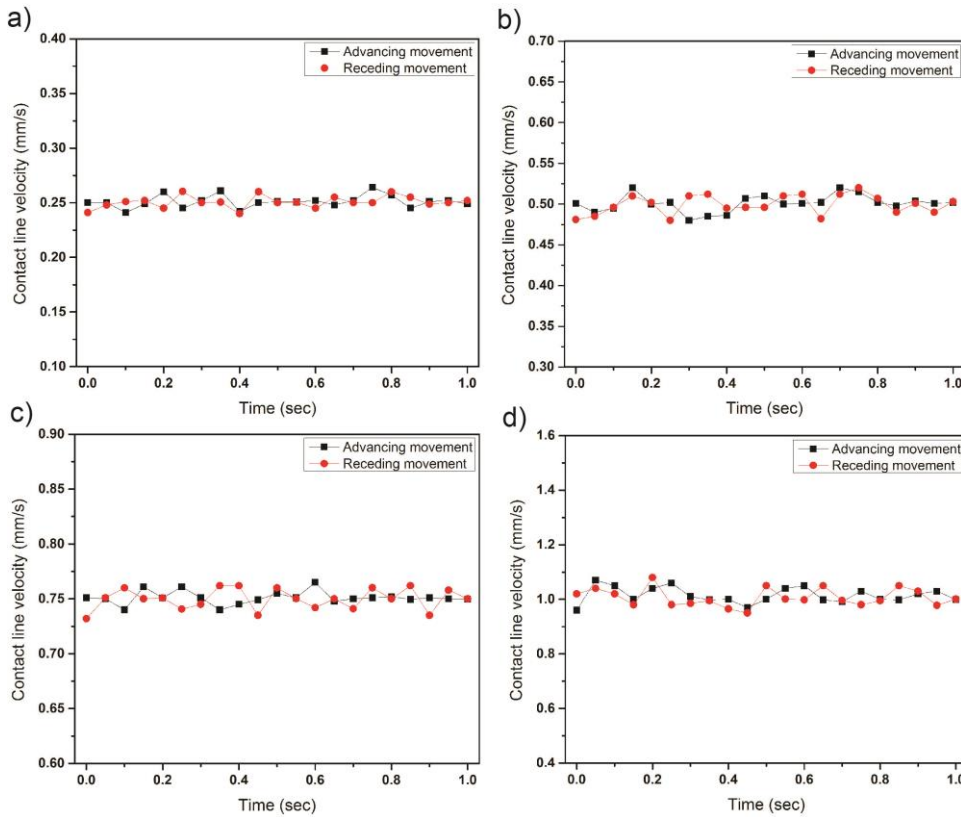 a)
0.40
0.35
0.30
0.25
0.20
0.15
0.10
Contact line velocity (mm/s)
Advancing movement
Receding movement
0.0 0.2 0.4 0.6 0.8 1.0
Time (sec)
b)
0.70
0.65
0.60
0.55
0.50
0.45
0.40
0.35
0.30
Contact line velocity (mm/s)
Advancing movement
Receding movement
0.0 0.2 0.4 0.6 0.8 1.0
Time (sec)
c)
0.90
0.85
0.80
0.75
0.70
0.65
0.60
Contact line velocity (mm/s)
Advancing movement
Receding movement
0.0 0.2 0.4 0.6 0.8 1.0
Time (sec)
d)
1.6
1.4
1.2
1.0
0.8
0.6
0.4
Contact line velocity (mm/s)
Advancing movement
Receding movement
0.0 0.2 0.4 0.6 0.8 1.0
Time (sec)